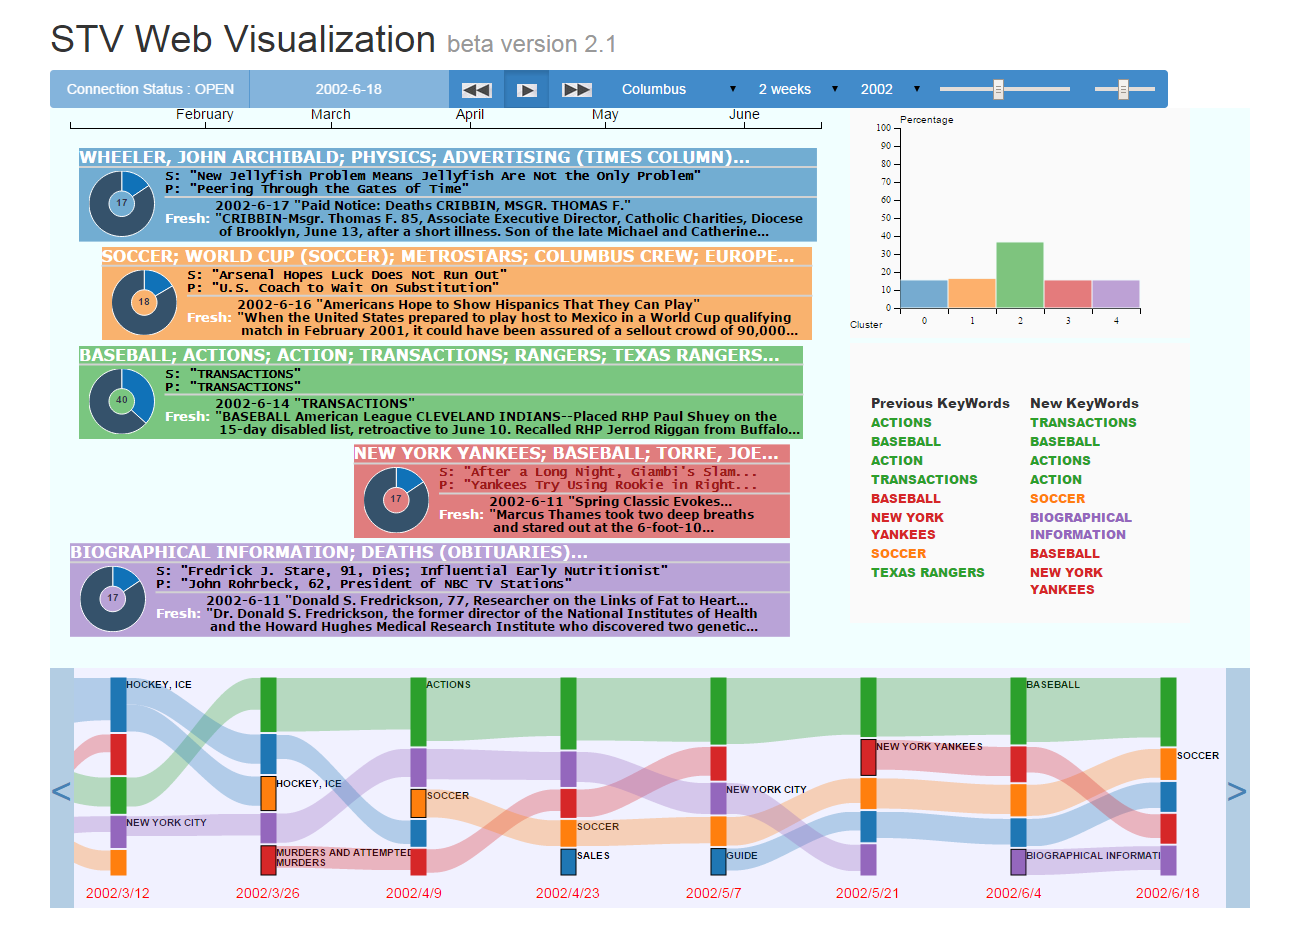 STV Web Visualization beta version 2.1
Connection Status : OPEN 2002-6-18 Columbus 2 weeks 2002
February March April May June
WHEELER, JOHN ARCHIBALD; PHYSICS; ADVERTISING (TIMES COLUMN)...
S: "New Jellyfish Problem Means Jellyfish Are Not the Only Problem"
P: "Peering Through the Gates of Time"
17
2002-6-17 "Paid Notice: Deaths CRIBBIN, MSGR. THOMAS F."
Fresh: "CRIBBIN-Msgr. Thomas F. 85, Associate Executive Director, Catholic Charities, Diocese
of Brooklyn, June 13, after a short illness. Son of the late Michael and Catherine...
SOCCER; WORLD CUP (SOCCER); METROSTARS; COLUMBUS CREW; EUROPE...
S: "Arsenal Hopes Luck Does Not Run Out"
P: "U.S. Coach to Wait On Substitution"
18
2002-6-16 "Americans Hope to Show Hispanics That They Can Play"
Fresh: "When the United States prepared to play host to Mexico in a World Cup qualifying
match in February 2001, it could have been assured of a sellout crowd of 90,000...
BASEBALL; ACTIONS; ACTION; TRANSACTIONS; RANGERS; TEXAS RANGERS...
S: "TRANSACTIONS"
P: "TRANSACTIONS"
40
2002-6-14 "TRANSACTIONS"
Fresh: "BASEBALL American League CLEVELAND INDIANS--Placed RHP Paul Shuey on the
15-day disabled list, retroactive to June 10. Recalled RHP Jerrod Riggan from Buffalo...
NEW YORK YANKEES; BASEBALL; TORRE, JOE...
S: "After a Long Night, Giambi's Slam...
P: "Yankees Try Using Rookie in Right...
17
2002-6-11 "Spring Classic Evokes...
Fresh: "Marcus Thames took two deep breaths
and stared out at the 6-foot-10...
BIOGRAPHICAL INFORMATION; DEATHS (OBITUARIES)...
S: "Fredrick J. Stare, 91, Dies; Influential Early Nutritionist"
P: "John Rohrbeck, 62, President of NBC TV Stations"
17
2002-6-11 "Donald S. Fredrickson, 77, Researcher on the Links of Fat to Heart...
Fresh: "Dr. Donald S. Fredrickson, the former director of the National Institutes of Health
and the Howard Hughes Medical Research Institute who discovered two genetic...
Percentage
100
90
80
70
60
50
40
30
20
10
0
Cluster 0 1 2 3 4
Previous KeyWords New KeyWords
ACTIONS TRANSACTIONS
BASEBALL BASEBALL
ACTION ACTIONS
TRANSACTIONS ACTION
BASEBALL SOCCER
NEW YORK BIOGRAPHICAL
YANKEES INFORMATION
SOCCER BASEBALL
TEXAS RANGERS NEW YORK
YANKEES
HOCKEY, ICE ACTIONS BASEBALL
NEW YORK YANKEES
SOCCER
HOCKEY, ICE NEW YORK CITY
< >
SOCCER
NEW YORK CITY SOCCER
MURDERS AND ATTEMPTED SALES GUIDE BIOGRAPHICAL INFORMATI
MURDERS
2002/3/12 2002/3/26 2002/4/9 2002/4/23 2002/5/7 2002/5/21 2002/6/4 2002/6/18